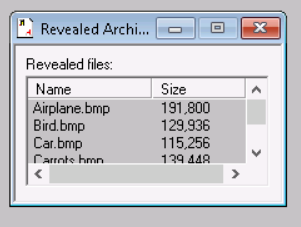 Revealed Archi...
Revealed files:
Name Size
Airplane.bmp 191,800
Bird.bmp 129,936
Car.bmp 115,256
Carrots.bmp 139,448